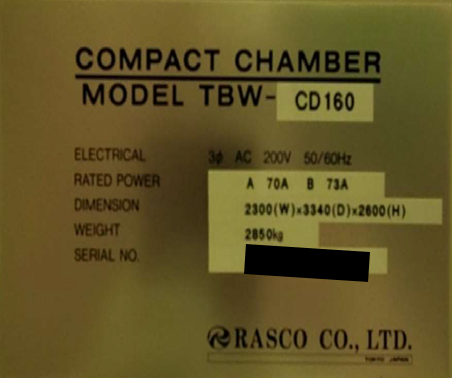 COMPACT CHAMBER
MODEL TBW- CD160
ELECTRICAL 3φ AC 200V 50/60Hz
RATED POWER A 70A B 73A
DIMENSION 2300(W)×3340(D)×2600(H)
WEIGHT 2850kg
SERIAL NO.
RASCO CO., LTD.
TOKYO JAPAN